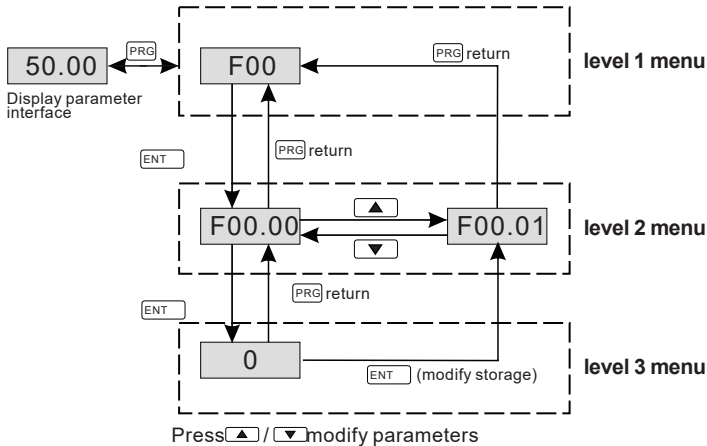 PRG
PRG return
50.00
F00
level 1 menu
Display parameter
interface
PRG return
ENT
▲
F00.00
F00.01
level 2 menu
▼
PRG return
ENT
0
level 3 menu
ENT (modify storage)
Press ▲ / ▼ modify parameters